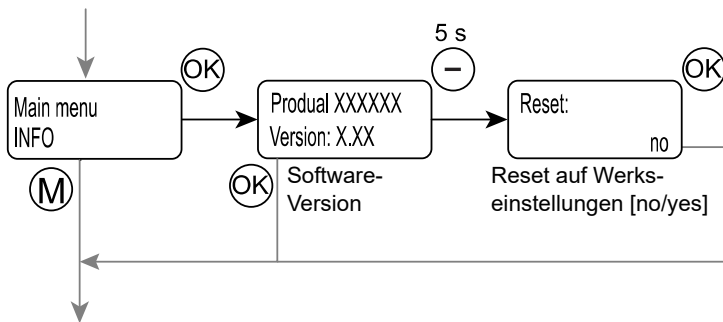 5 s
–
OK
OK
Main menu
INFO
Produal XXXXXX
Version: X.XX
Reset:
no
M
OK
Software-
Version
Reset auf Werks-
einstellungen [no/yes]